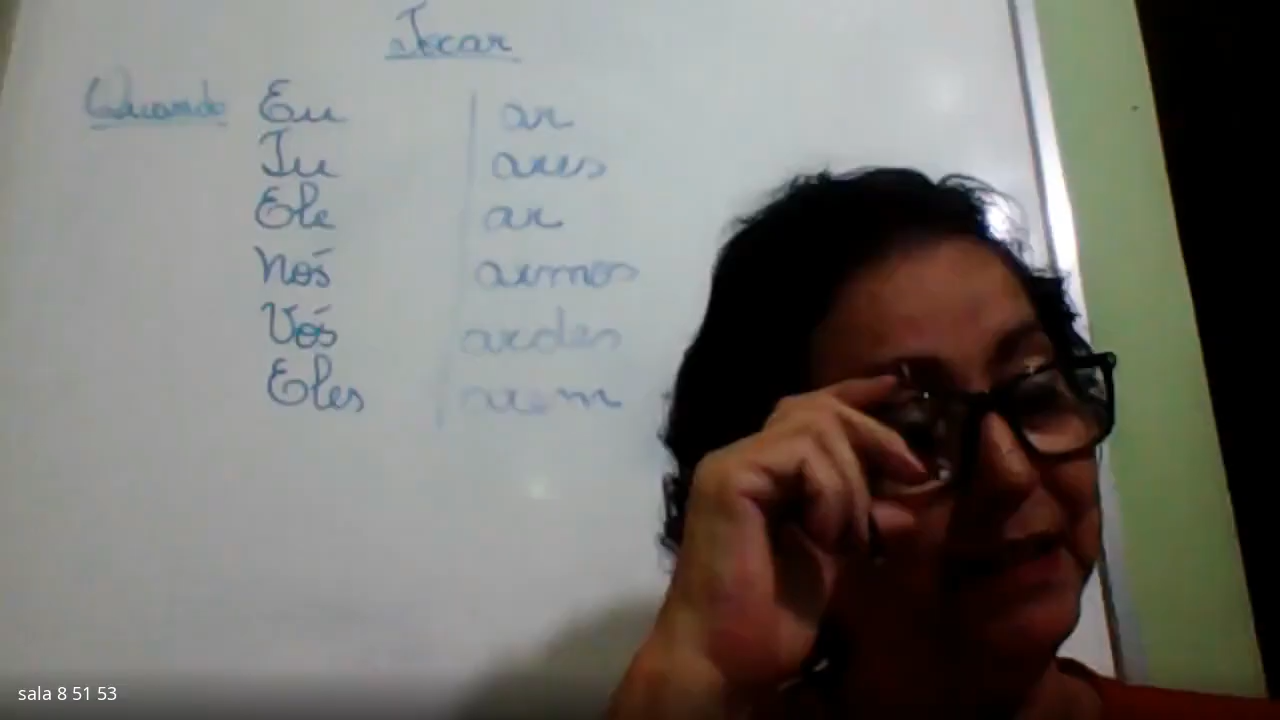 Tocar
Quando Eu | ar
Tu | ares
Ele | ar
Nós | armos
Vós | ardes
Eles | arem
sala 8 51 53